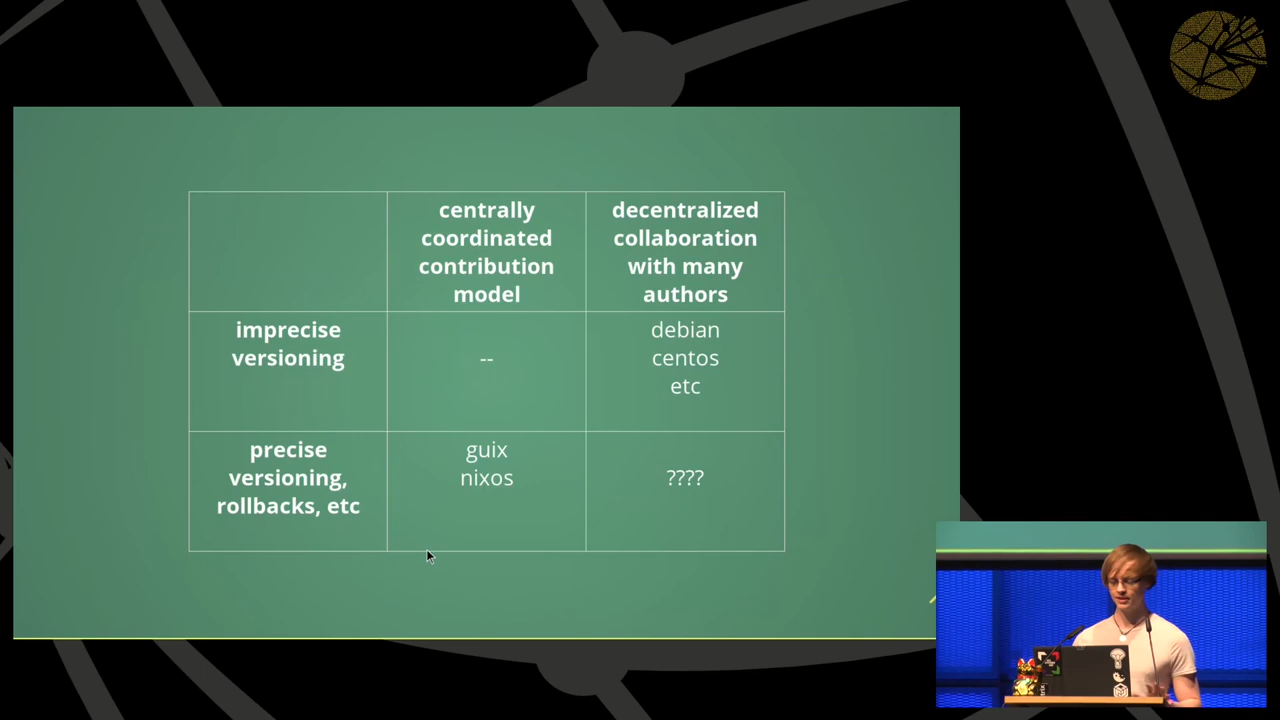 centrally
coordinated
contribution
model
decentralized
collaboration
with many
authors
imprecise
versioning
--
debian
centos
etc
precise
versioning,
rollbacks, etc
guix
nixos
????